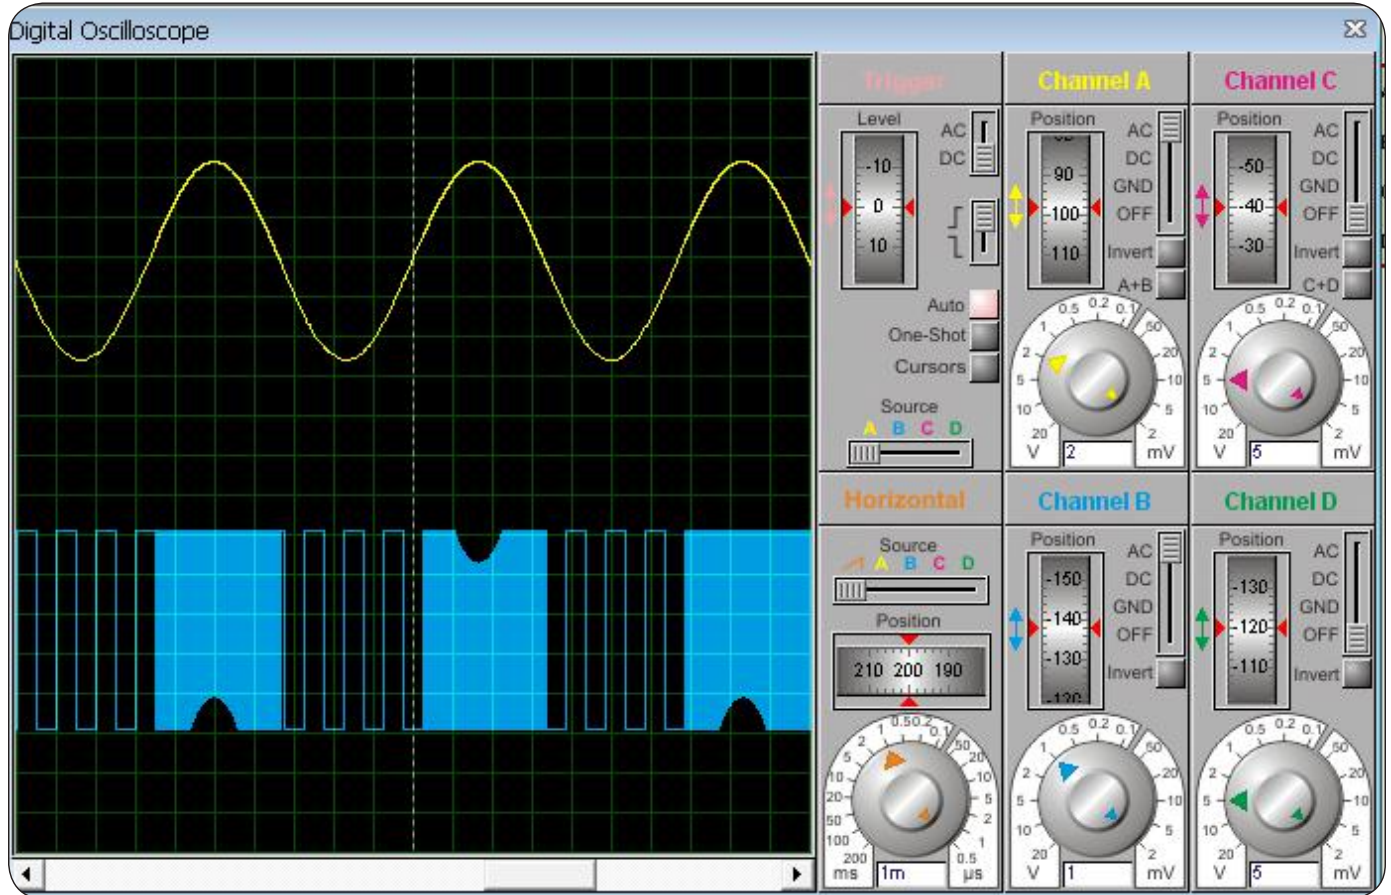 Digital Oscilloscope
Trigger
Level
-10
0
10
AC
DC
Auto
One-Shot
Cursors
Source
A B C D
Channel A
Position
90
100
110
AC
DC
GND
OFF
Invert
A+B
20 10 5 2 1 0.5 0.2 0.1 50 20 10 5 2
V 2 mV
Channel C
Position
-50
-40
-30
AC
DC
GND
OFF
Invert
C+D
20 10 5 2 1 0.5 0.2 0.1 50 20 10 5 2
V 5 mV
Horizontal
Source
A B C D
Position
210 200 190
200 100 50 20 10 5 2 1 0.5 0.2 0.1 50 20 10 5 2 1 0.5
ms 1m µs
Channel B
Position
-150
-140
-130
-120
AC
DC
GND
OFF
Invert
20 10 5 2 1 0.5 0.2 0.1 50 20 10 5 2
V 1 mV
Channel D
Position
-130
-120
-110
AC
DC
GND
OFF
Invert
20 10 5 2 1 0.5 0.2 0.1 50 20 10 5 2
V 5 mV